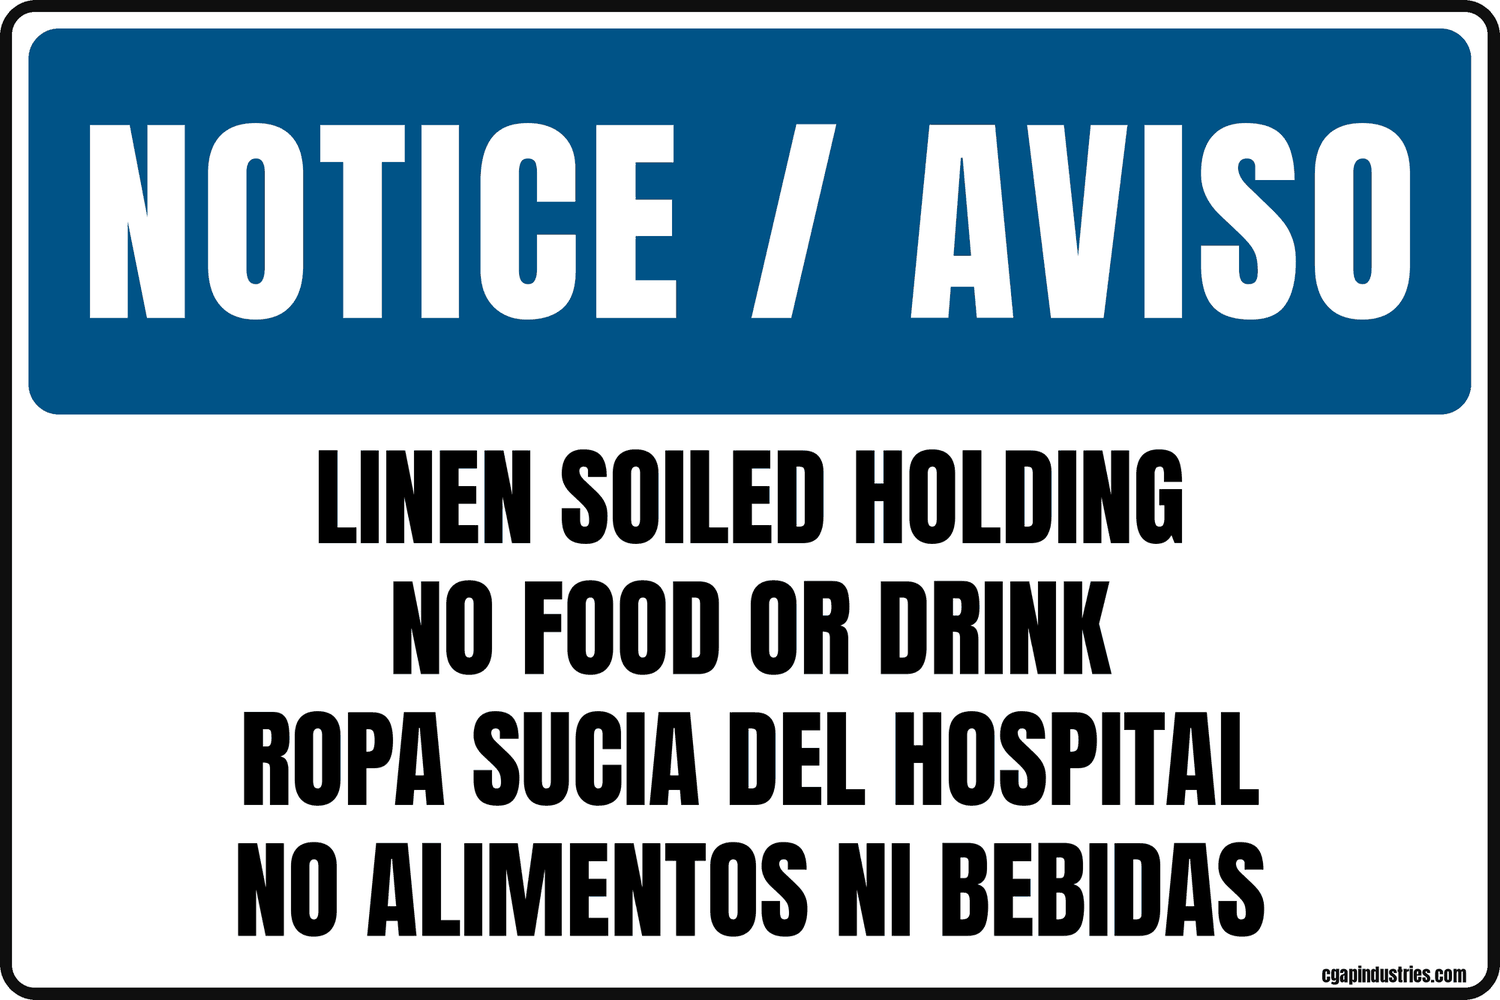 NOTICE / AVISO
LINEN SOILED HOLDING
NO FOOD OR DRINK
ROPA SUCIA DEL HOSPITAL
NO ALIMENTOS NI BEBIDAS
cgapindustries.com